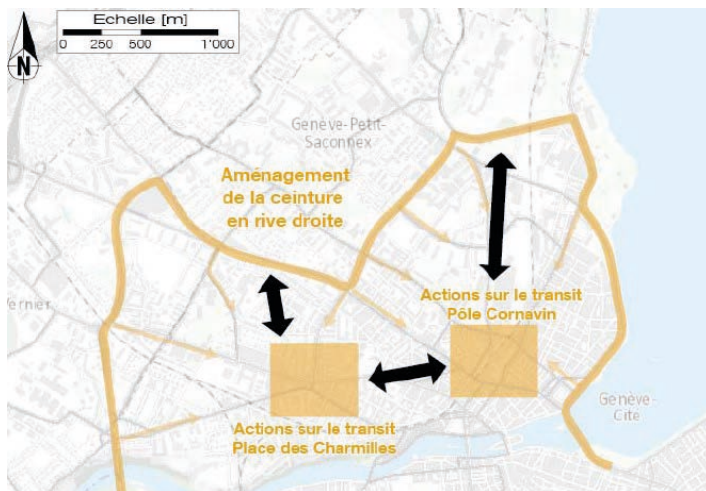 Echelle [m]
0 250 500 1'000
N
Genève-Petit-
Saconnex
Aménagement
de la ceinture
en rive droite
Vernier
Actions sur le transit
Pôle Cornavin
Genève-
Cité
Actions sur le transit
Place des Charmilles